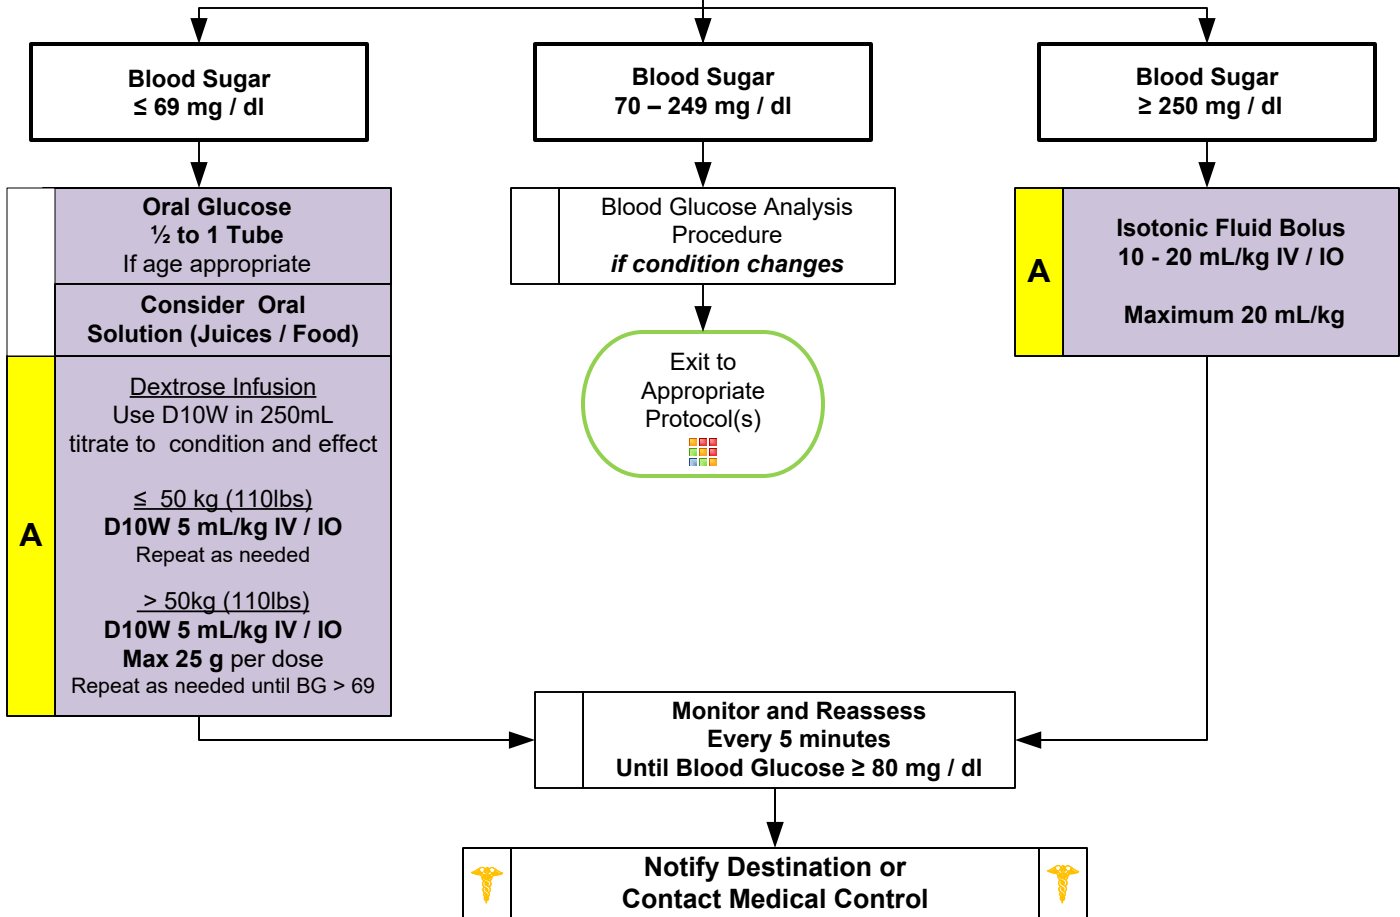 Blood Sugar
≤ 69 mg / dl
Blood Sugar
70 – 249 mg / dl
Blood Sugar
≥ 250 mg / dl
Oral Glucose
½ to 1 Tube
If age appropriate
Consider Oral
Solution (Juices / Food)
A
Dextrose Infusion
Use D10W in 250mL
titrate to condition and effect
≤ 50 kg (110lbs)
D10W 5 mL/kg IV / IO
Repeat as needed
> 50kg (110lbs)
D10W 5 mL/kg IV / IO
Max 25 g per dose
Repeat as needed until BG > 69
Blood Glucose Analysis
Procedure
if condition changes
Exit to
Appropriate
Protocol(s)
A
Isotonic Fluid Bolus
10 - 20 mL/kg IV / IO
Maximum 20 mL/kg
Monitor and Reassess
Every 5 minutes
Until Blood Glucose ≥ 80 mg / dl
Notify Destination or
Contact Medical Control